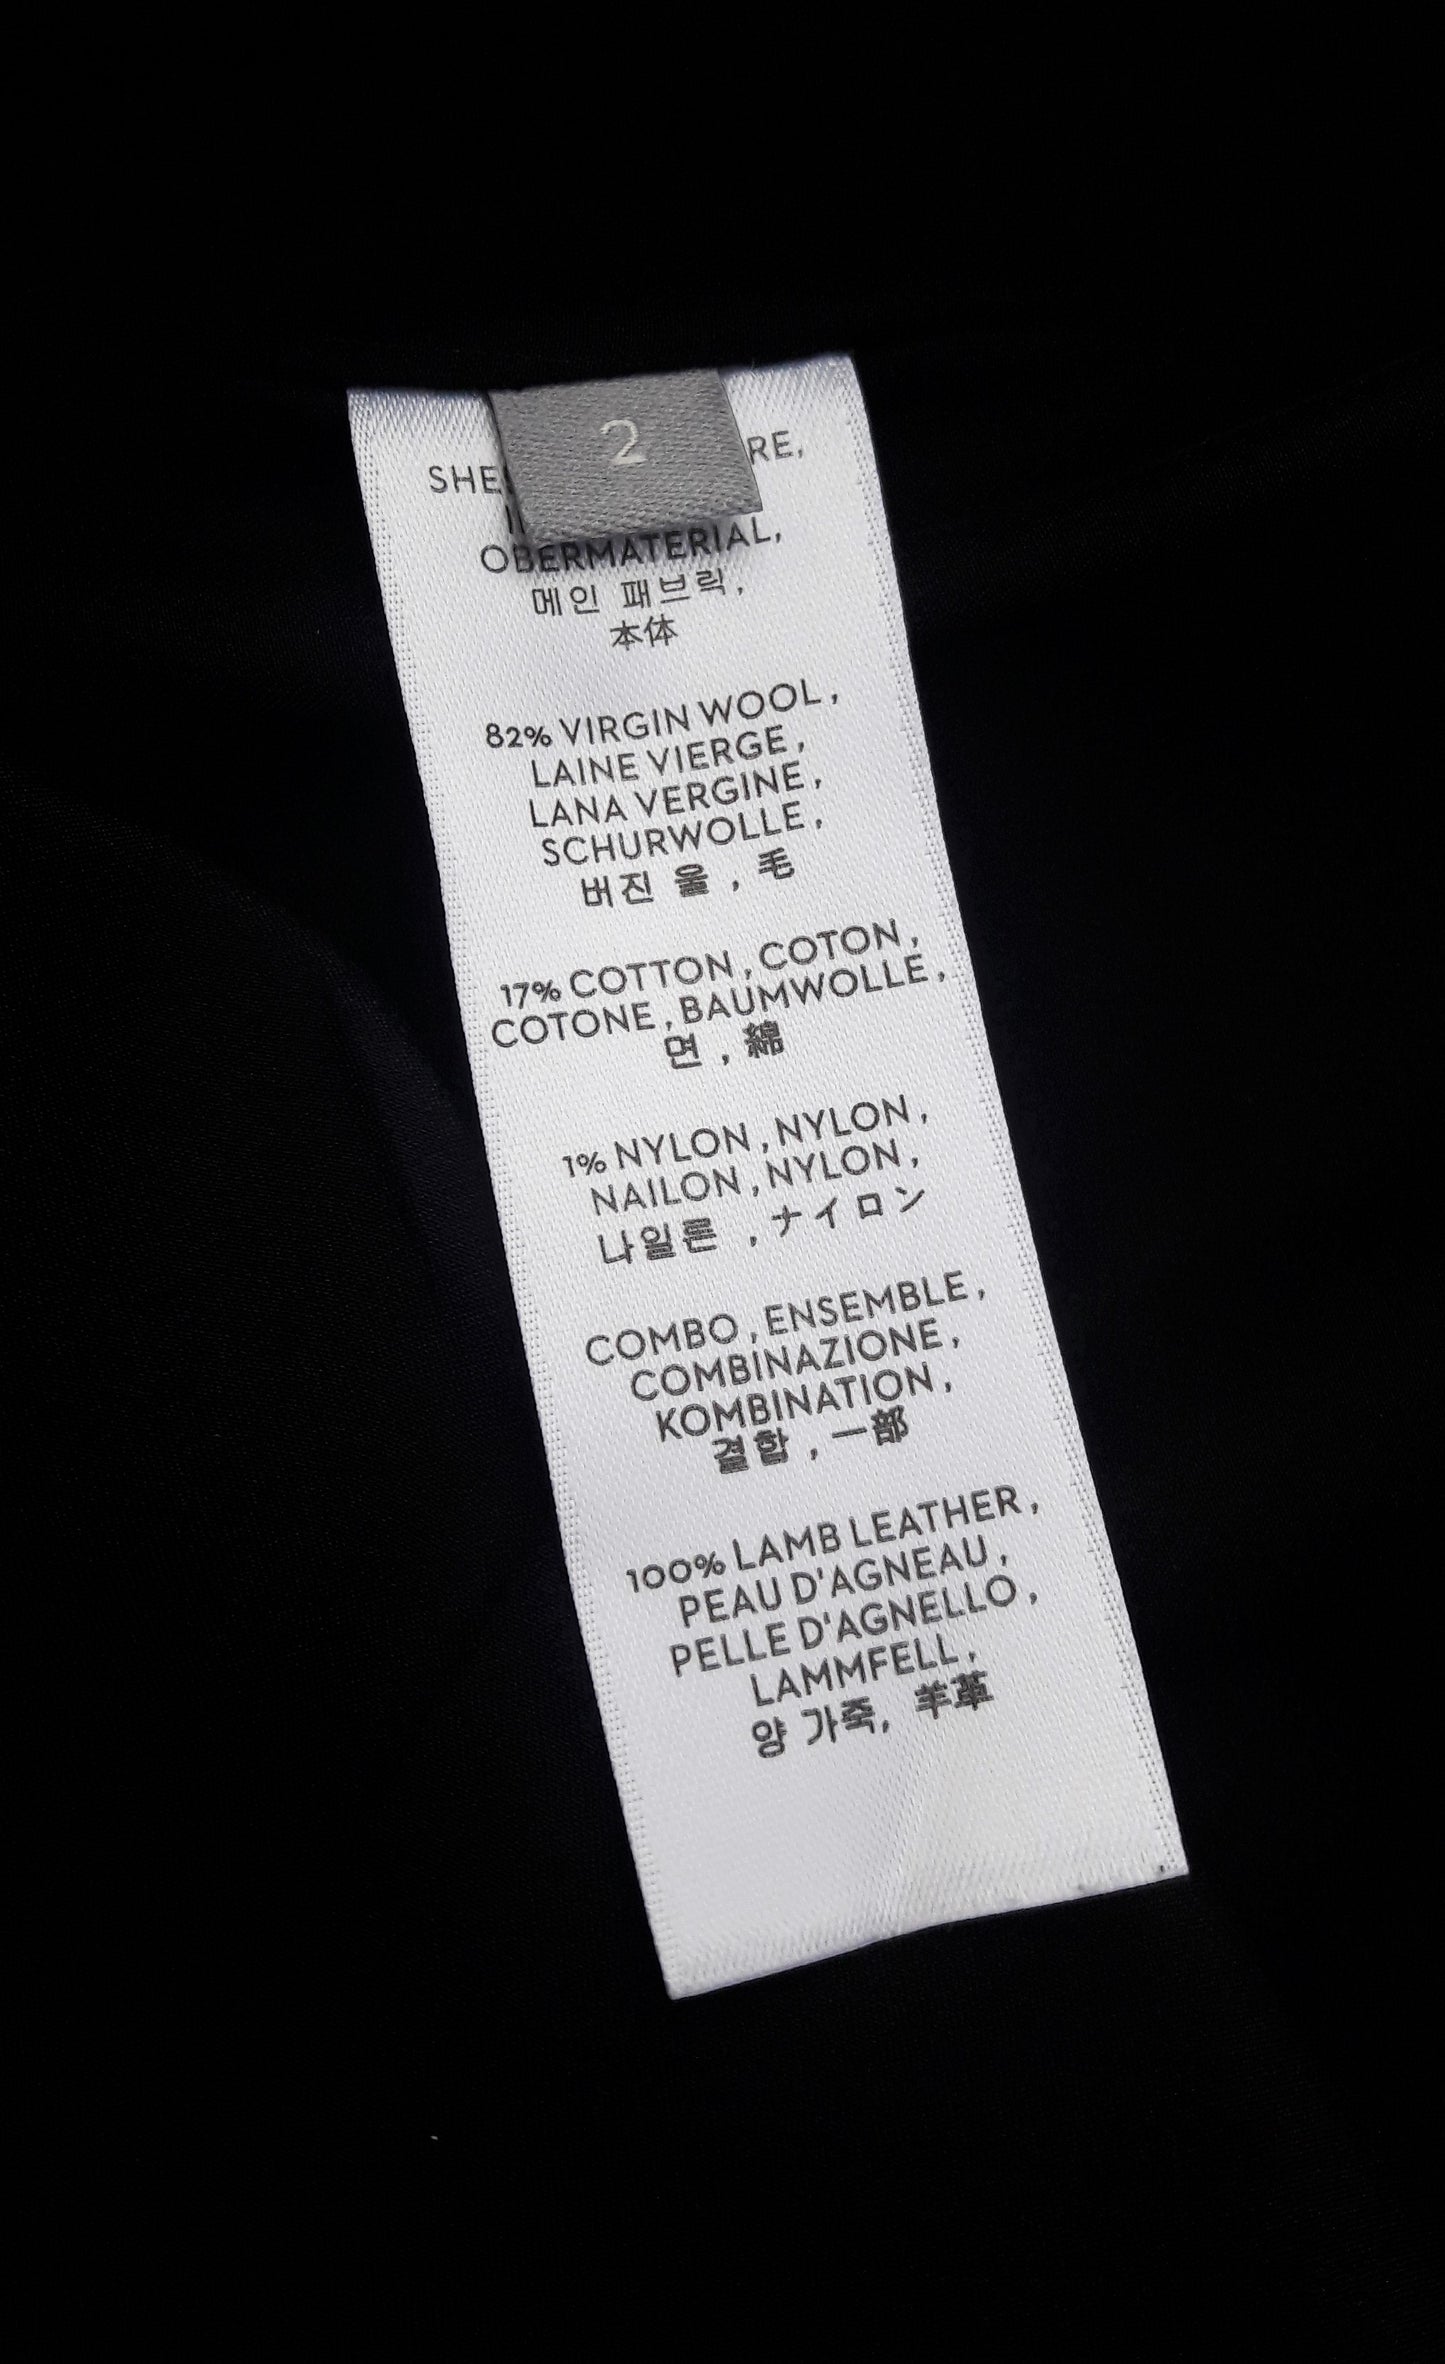 2
OBERMATERIAL,
메인 패브릭,
本体
82% VIRGIN WOOL,
LAINE VIERGE,
LANA VERGINE,
SCHURWOLLE,
버진 울, 毛
17% COTTON, COTON,
COTONE, BAUMWOLLE,
면, 綿
1% NYLON, NYLON,
NAILON, NYLON,
나일론, ナイロン
COMBO, ENSEMBLE,
COMBINAZIONE,
KOMBINATION,
결합, 一部
100% LAMB LEATHER,
PEAU D'AGNEAU,
PELLE D'AGNELLO,
LAMMFELL,
양 가죽, 羊革